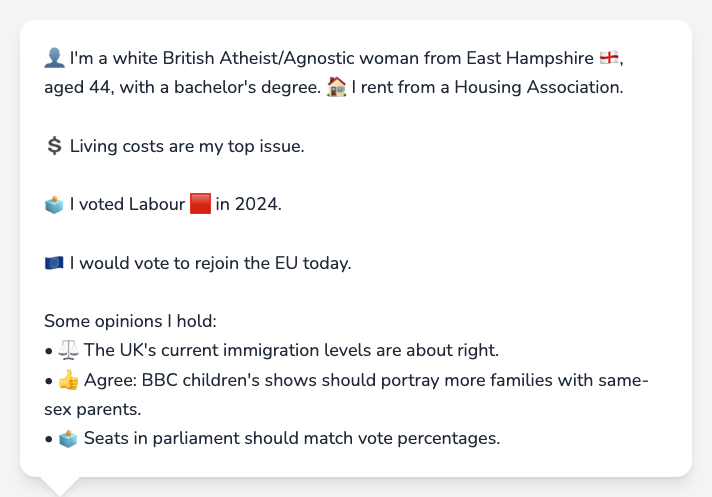 👤 I'm a white British Atheist/Agnostic woman from East Hampshire 🏴󠁧󠁢󠁥󠁮󠁧󠁿,
aged 44, with a bachelor's degree. 🏠 I rent from a Housing Association.
💲 Living costs are my top issue.
🗳️ I voted Labour 🟥 in 2024.
🇪🇺 I would vote to rejoin the EU today.
Some opinions I hold:
• ⚖️ The UK's current immigration levels are about right.
• 👍 Agree: BBC children's shows should portray more families with same-
sex parents.
• 🗳️ Seats in parliament should match vote percentages.